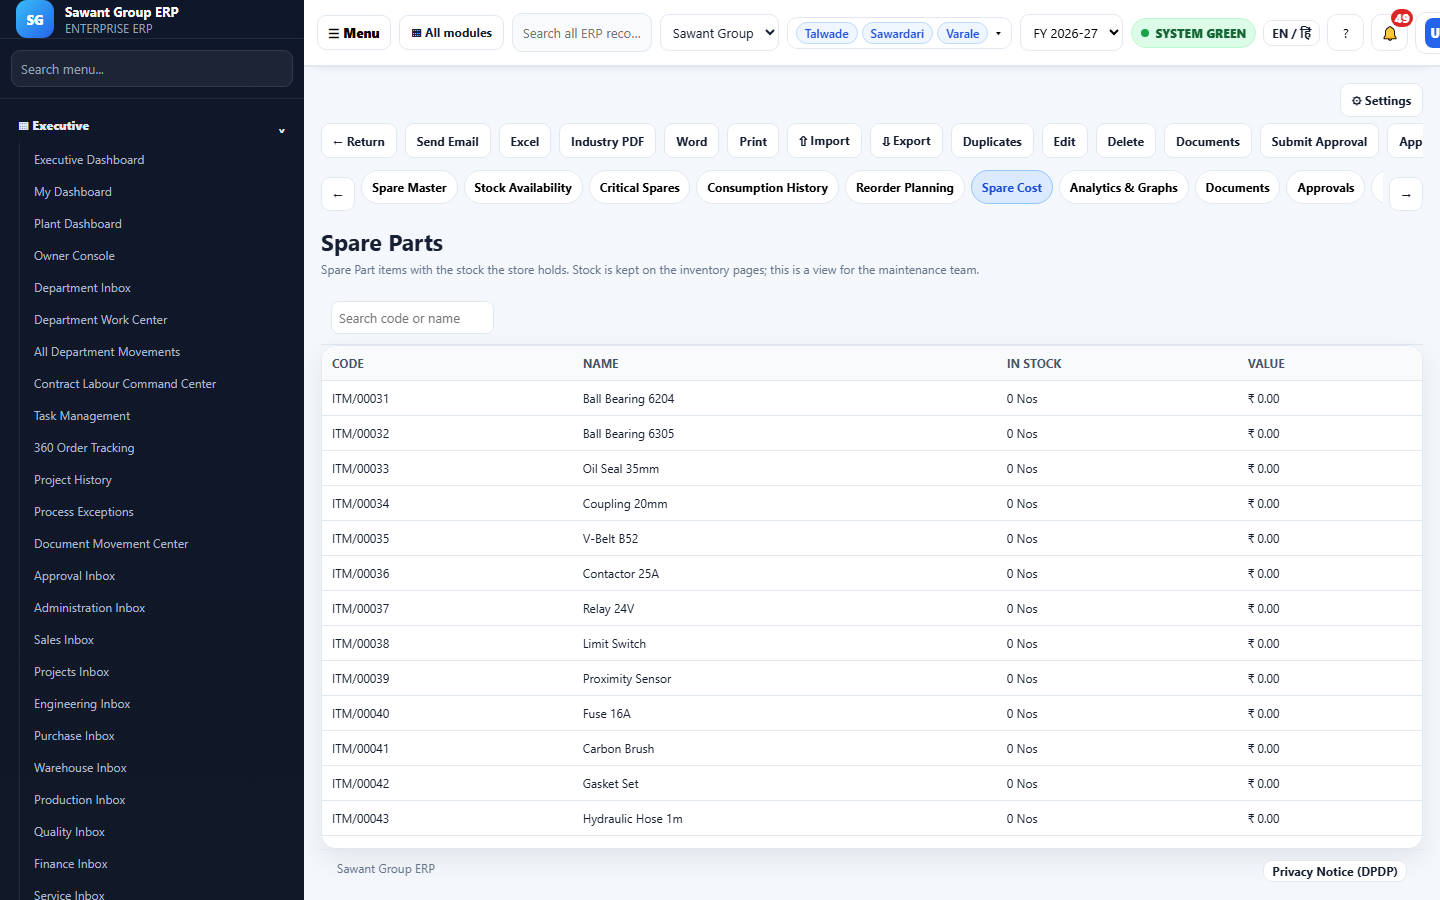 SG
Sawant Group ERP
ENTERPRISE ERP
Search menu...
Executive
Executive Dashboard
My Dashboard
Plant Dashboard
Owner Console
Department Inbox
Department Work Center
All Department Movements
Contract Labour Command Center
Task Management
360 Order Tracking
Project History
Process Exceptions
Document Movement Center
Approval Inbox
Administration Inbox
Sales Inbox
Projects Inbox
Engineering Inbox
Purchase Inbox
Warehouse Inbox
Production Inbox
Quality Inbox
Finance Inbox
Service Inbox
☰ Menu
All modules
Search all ERP reco...
Sawant Group
Talwade Sawardari Varale
FY 2026-27
SYSTEM GREEN
EN / हिं
?
49
U
⚙ Settings
← Return
Send Email
Excel
Industry PDF
Word
Print
⇧ Import
⇩ Export
Duplicates
Edit
Delete
Documents
Submit Approval
App
←
Spare Master
Stock Availability
Critical Spares
Consumption History
Reorder Planning
Spare Cost
Analytics & Graphs
Documents
Approvals
→
Spare Parts
Spare Part items with the stock the store holds. Stock is kept on the inventory pages; this is a view for the maintenance team.
Search code or name
CODE NAME IN STOCK VALUE
ITM/00031 Ball Bearing 6204 0 Nos ₹ 0.00
ITM/00032 Ball Bearing 6305 0 Nos ₹ 0.00
ITM/00033 Oil Seal 35mm 0 Nos ₹ 0.00
ITM/00034 Coupling 20mm 0 Nos ₹ 0.00
ITM/00035 V-Belt B52 0 Nos ₹ 0.00
ITM/00036 Contactor 25A 0 Nos ₹ 0.00
ITM/00037 Relay 24V 0 Nos ₹ 0.00
ITM/00038 Limit Switch 0 Nos ₹ 0.00
ITM/00039 Proximity Sensor 0 Nos ₹ 0.00
ITM/00040 Fuse 16A 0 Nos ₹ 0.00
ITM/00041 Carbon Brush 0 Nos ₹ 0.00
ITM/00042 Gasket Set 0 Nos ₹ 0.00
ITM/00043 Hydraulic Hose 1m 0 Nos ₹ 0.00
Sawant Group ERP
Privacy Notice (DPDP)